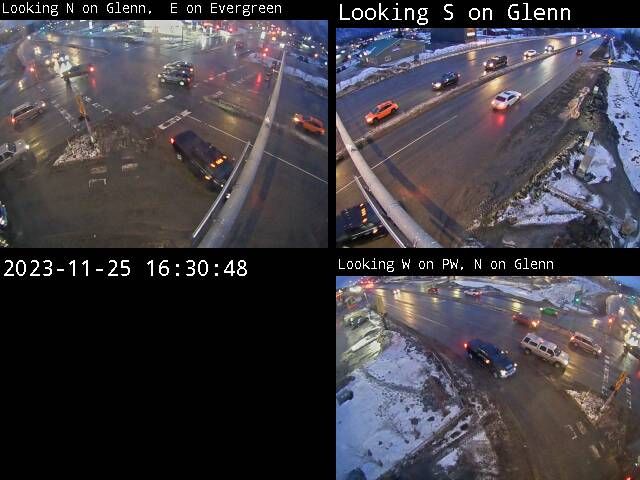 Looking N on Glenn, E on Evergreen
Looking S on Glenn
2023-11-25 16:30:48
Looking W on PW, N on Glenn